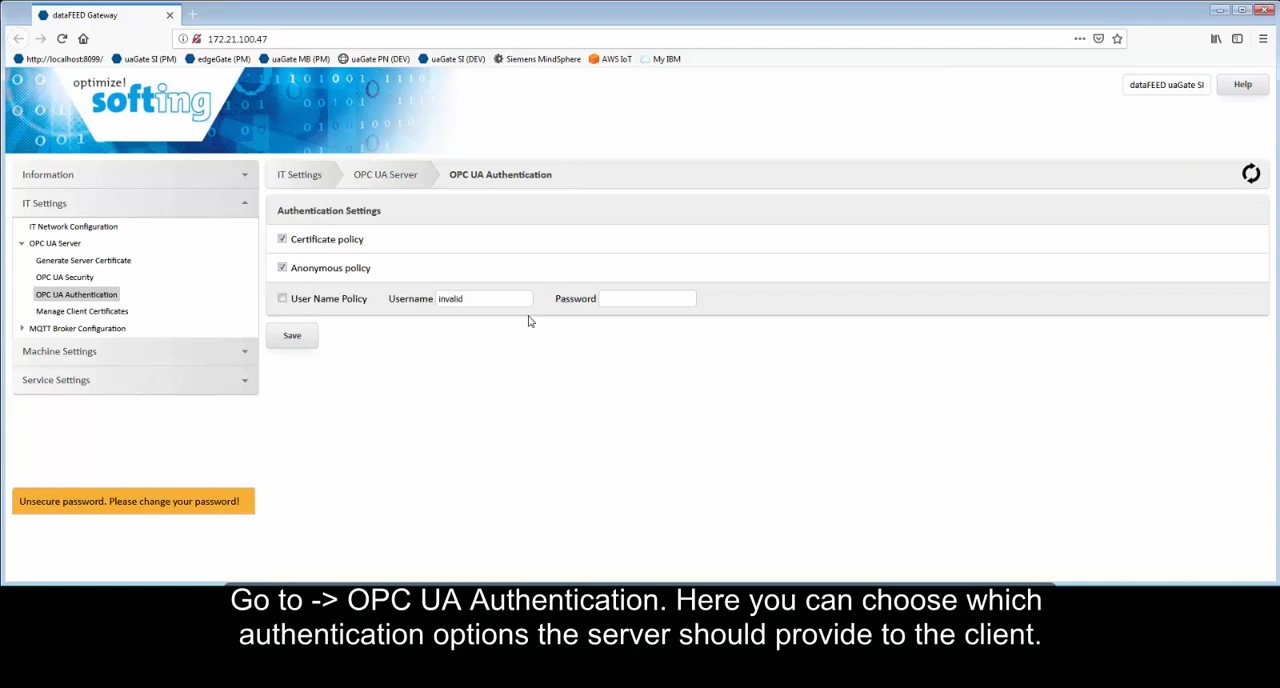 dataFEED Gateway
172.21.100.47
http://localhost:8099/ uaGate SI (PM) edgeGate (PM) uaGate MB (PM) uaGate PN (DEV) uaGate SI (DEV) Siemens MindSphere AWS IoT My IBM
optimize!
softing
dataFEED uaGate SI
Help
Information
IT Settings
IT Network Configuration
OPC UA Server
Generate Server Certificate
OPC UA Security
OPC UA Authentication
Manage Client Certificates
MQTT Broker Configuration
Machine Settings
Service Settings
Unsecure password. Please change your password!
IT Settings OPC UA Server OPC UA Authentication
Authentication Settings
Certificate policy
Anonymous policy
User Name Policy Username invalid Password
Save
Go to -> OPC UA Authentication. Here you can choose which
authentication options the server should provide to the client.